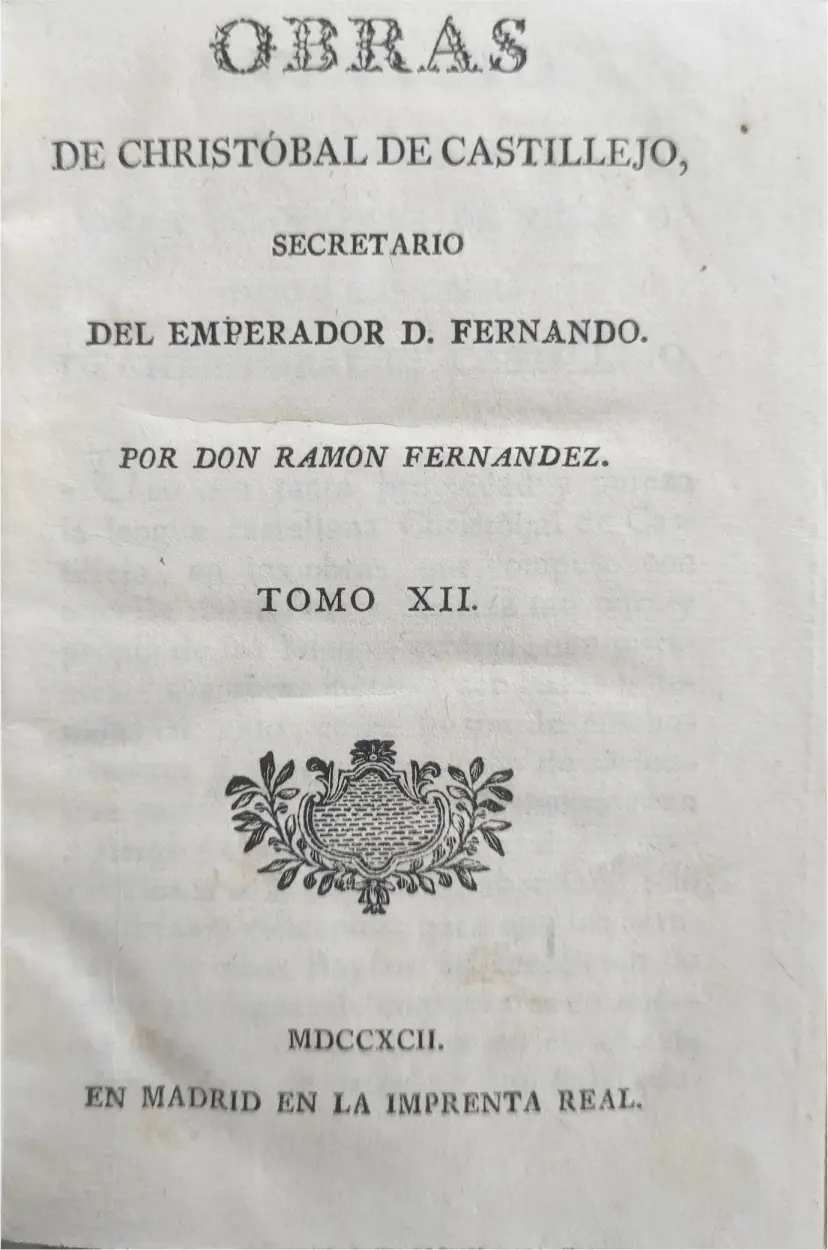 OBRAS
DE CHRISTÓBAL DE CASTILLEJO,
SECRETARIO
DEL EMPERADOR D. FERNANDO.
POR DON RAMON FERNANDEZ.
TOMO XII.
MDCCXCII.
EN MADRID EN LA IMPRENTA REAL.